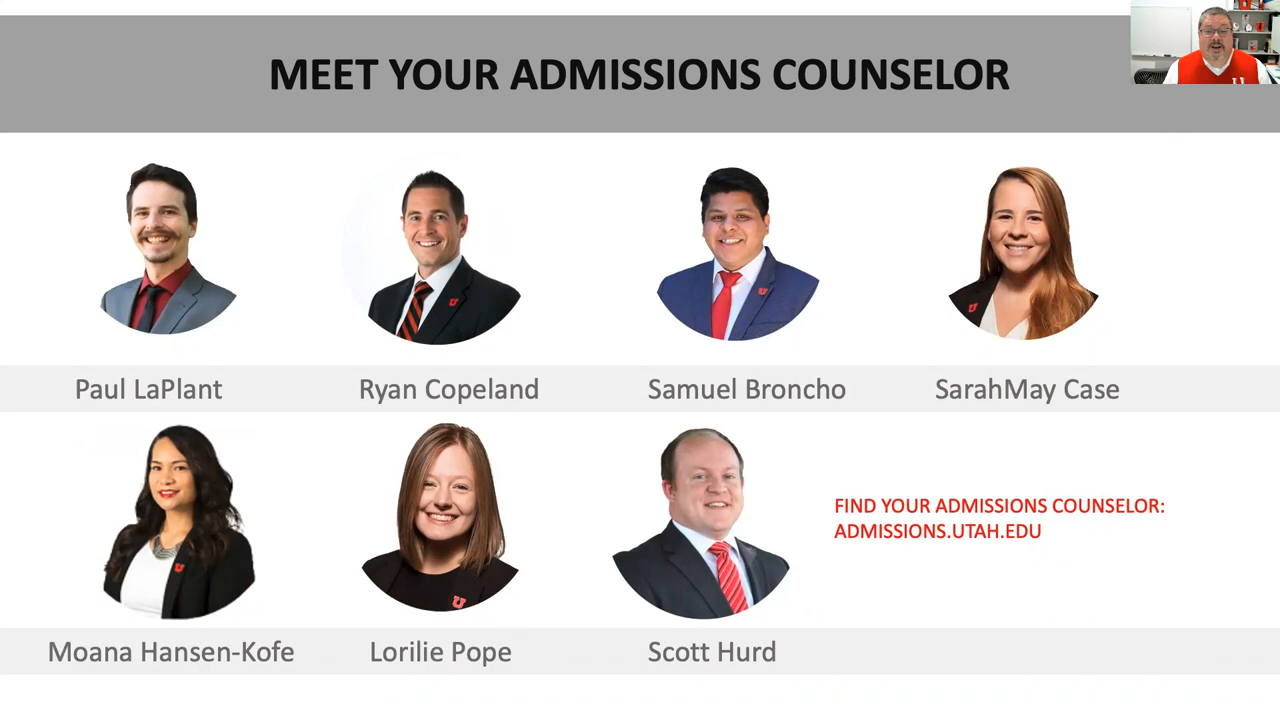 MEET YOUR ADMISSIONS COUNSELOR
Paul LaPlant
Ryan Copeland
Samuel Broncho
SarahMay Case
Moana Hansen-Kofe
Lorilie Pope
Scott Hurd
FIND YOUR ADMISSIONS COUNSELOR:
ADMISSIONS.UTAH.EDU